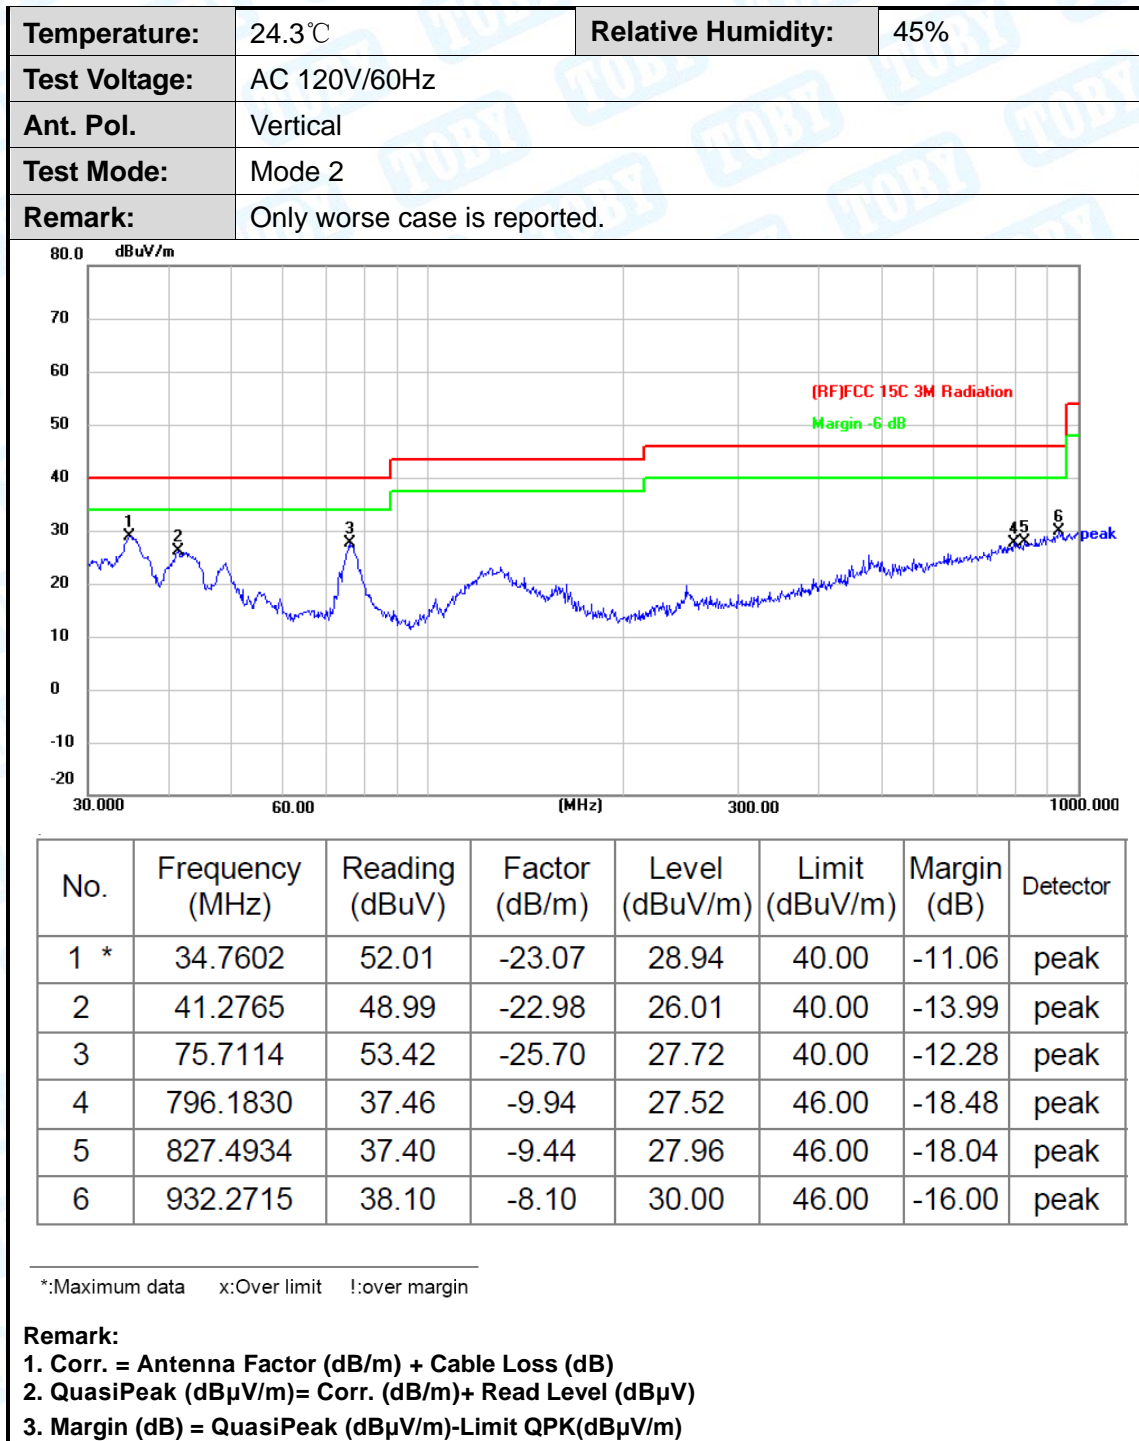 Temperature: 24.3℃ Relative Humidity: 45%
Test Voltage: AC 120V/60Hz
Ant. Pol. Vertical
Test Mode: Mode 2
Remark: Only worse case is reported.
80.0 dBuV/m
70
60
(RF)FCC 15C 3M Radiation
50
Margin -6 dB
40
30
1
2
3
4 5
6
peak
20
10
0
-10
-20
30.000 60.00 (MHz) 300.00 1000.000
No. Frequency (MHz) Reading (dBuV) Factor (dB/m) Level (dBuV/m) Limit (dBuV/m) Margin (dB) Detector
1 * 34.7602 52.01 -23.07 28.94 40.00 -11.06 peak
2 41.2765 48.99 -22.98 26.01 40.00 -13.99 peak
3 75.7114 53.42 -25.70 27.72 40.00 -12.28 peak
4 796.1830 37.46 -9.94 27.52 46.00 -18.48 peak
5 827.4934 37.40 -9.44 27.96 46.00 -18.04 peak
6 932.2715 38.10 -8.10 30.00 46.00 -16.00 peak
*:Maximum data x:Over limit !:over margin
Remark:
1. Corr. = Antenna Factor (dB/m) + Cable Loss (dB)
2. QuasiPeak (dBµV/m)= Corr. (dB/m)+ Read Level (dBµV)
3. Margin (dB) = QuasiPeak (dBµV/m)-Limit QPK(dBµV/m)
TOBY